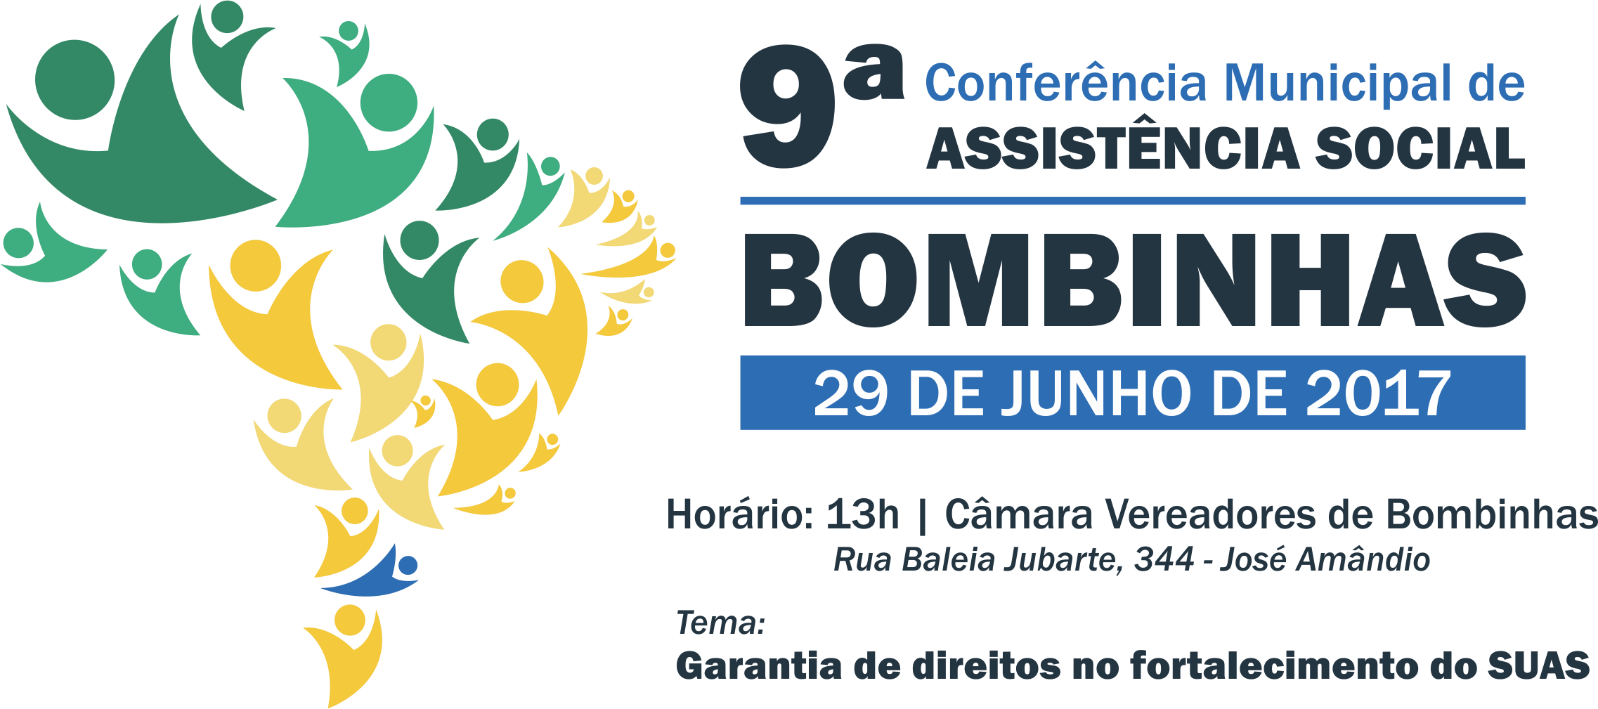 9ª Conferência Municipal de
ASSISTÊNCIA SOCIAL
BOMBINHAS
29 DE JUNHO DE 2017
Horário: 13h | Câmara Vereadores de Bombinhas
Rua Baleia Jubarte, 344 - José Amândio
Tema:
Garantia de direitos no fortalecimento do SUAS